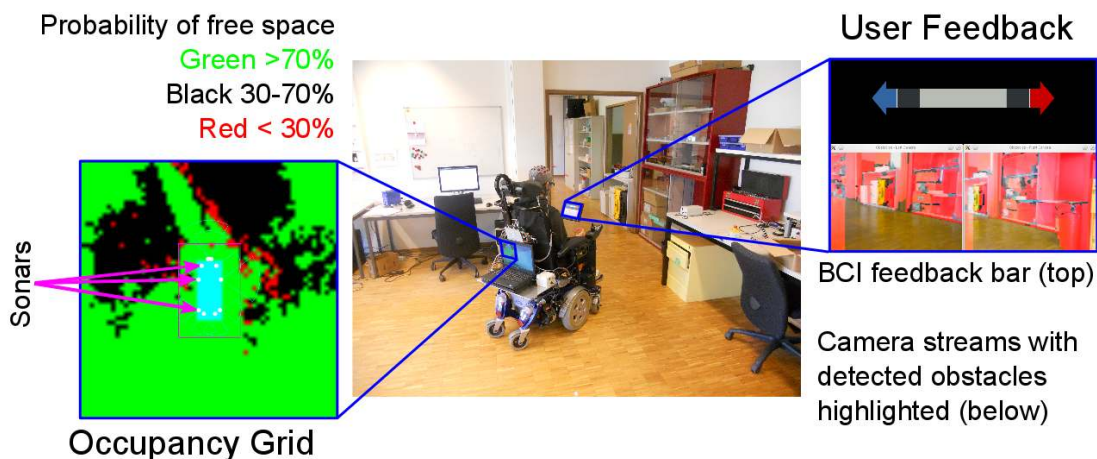 Probability of free space
Green >70%
Black 30-70%
Red < 30%
Sonars
Occupancy Grid
User Feedback
BCI feedback bar (top)
Camera streams with
detected obstacles
highlighted (below)